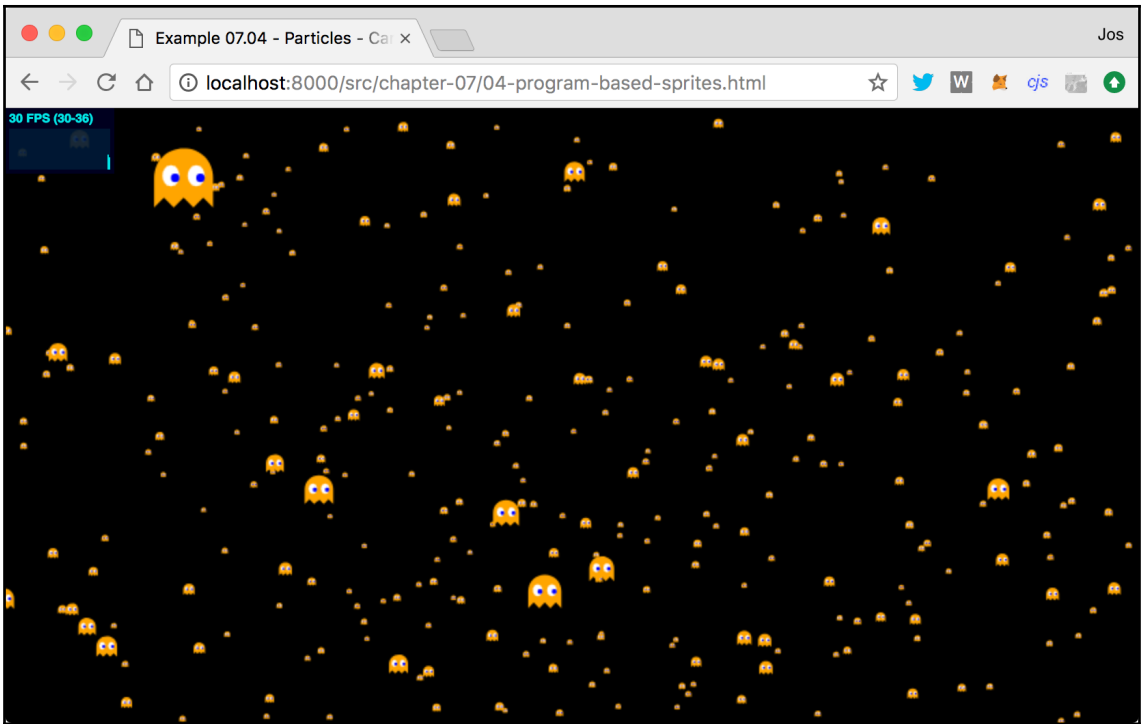 Example 07.04 - Particles - Ca
Jos
localhost:8000/src/chapter-07/04-program-based-sprites.html
W
cjs
30 FPS (30-36)